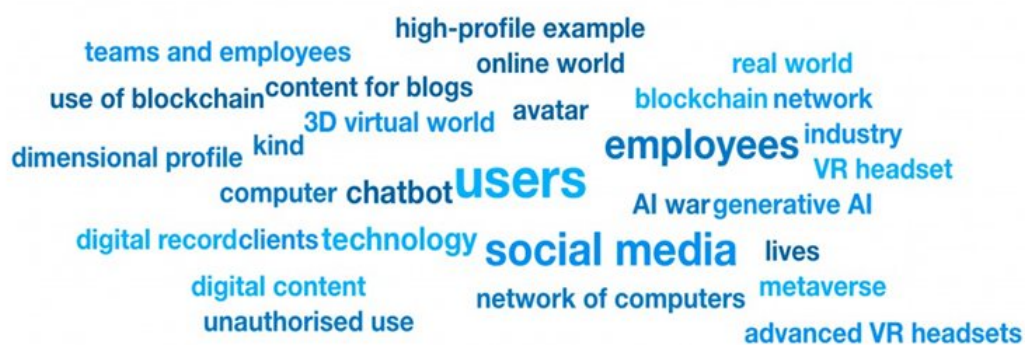 high-profile example
teams and employees
online world
real world
use of blockchain
content for blogs
blockchain network
avatar
3D virtual world
employees
industry
kind
dimensional profile
VR headset
computer chatbot users
AI war generative AI
digital record clients technology
social media
lives
digital content
network of computers
metaverse
unauthorised use
advanced VR headsets